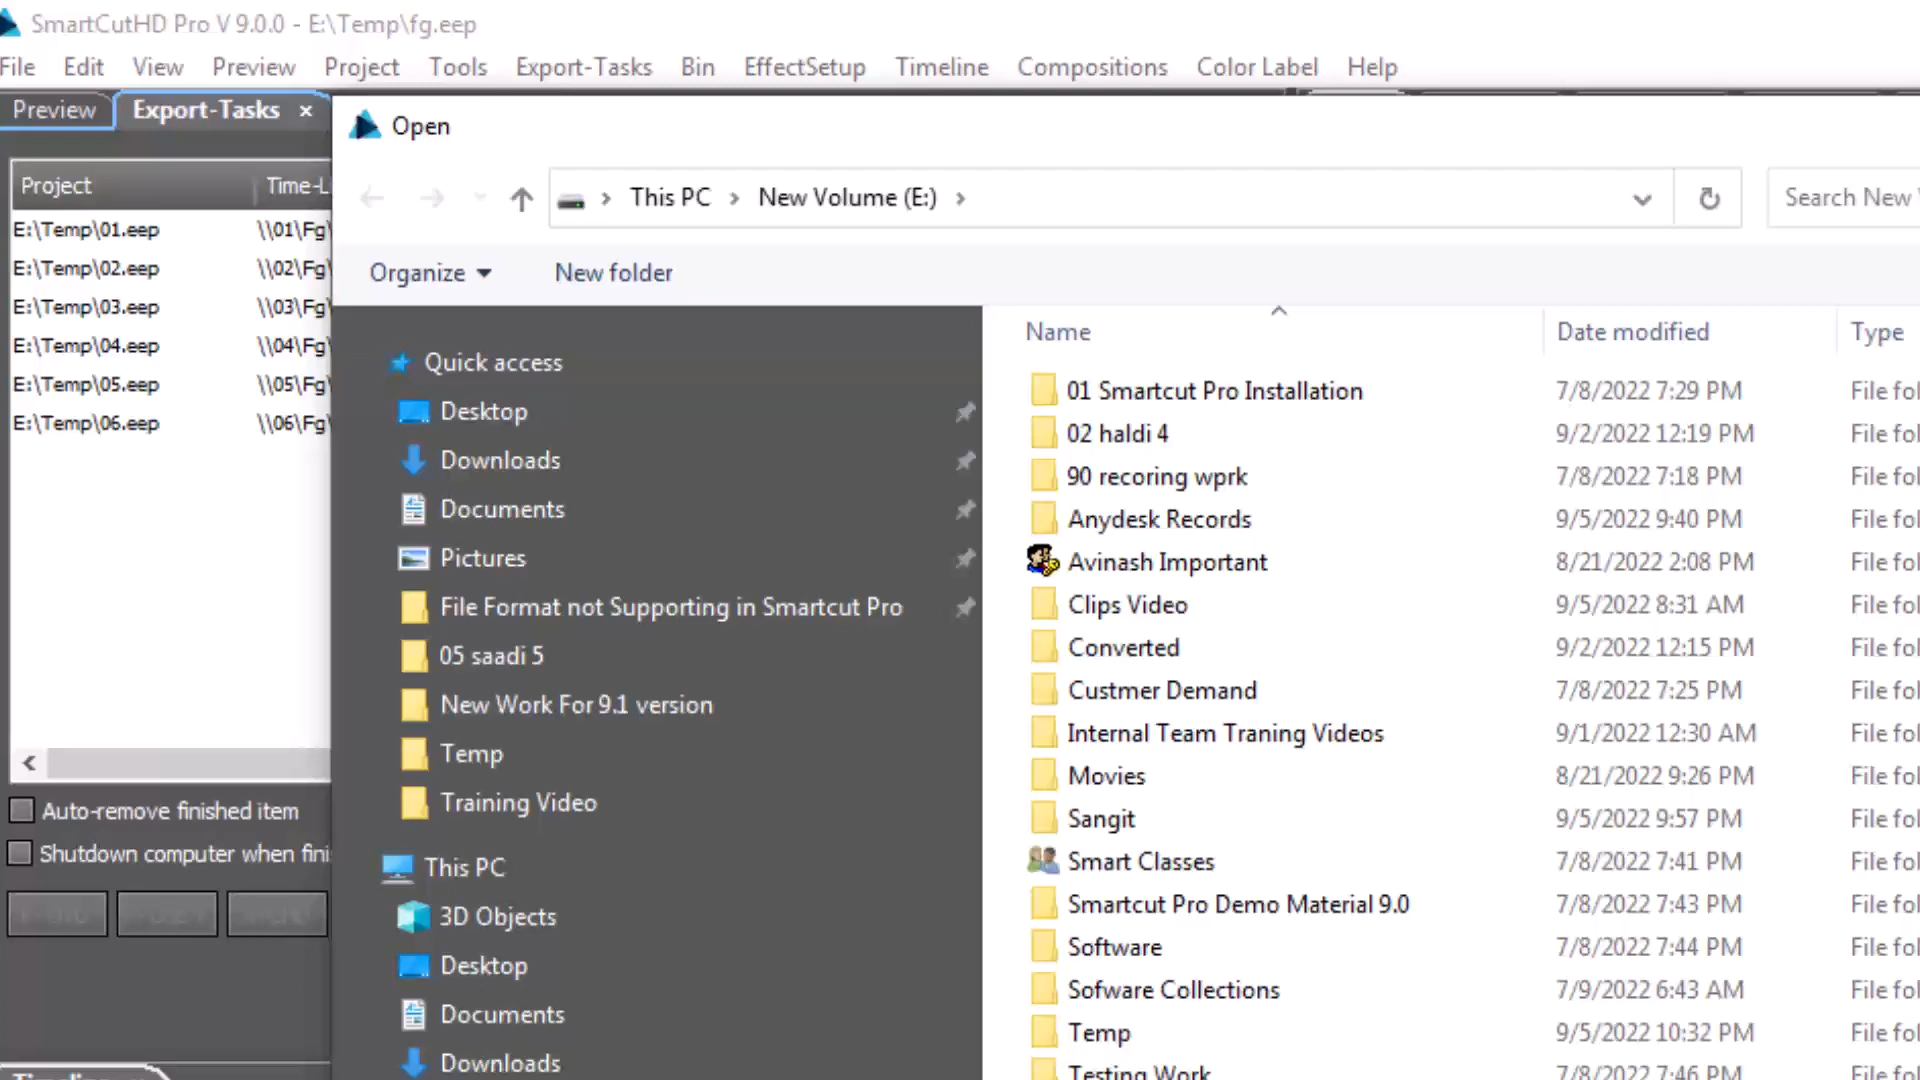 SmartCutHD Pro V 9.0.0 - E:\Temp\fg.eep
File Edit View Preview Project Tools Export-Tasks Bin EffectSetup Timeline Compositions Color Label Help
Preview Export-Tasks ×
Open
Project Time-L
This PC › New Volume (E:) ›
Search New
E:\Temp\01.eep \\01\Fg\
E:\Temp\02.eep \\02\Fg\
E:\Temp\03.eep \\03\Fg\
E:\Temp\04.eep \\04\Fg\
E:\Temp\05.eep \\05\Fg\
E:\Temp\06.eep \\06\Fg\
Auto-remove finished item
Shutdown computer when fini
Organize New folder
Quick access
Desktop
Downloads
Documents
Pictures
File Format not Supporting in Smartcut Pro
05 saadi 5
New Work For 9.1 version
Temp
Training Video
This PC
3D Objects
Desktop
Documents
Downloads
Name Date modified Type
01 Smartcut Pro Installation 7/8/2022 7:29 PM File fol
02 haldi 4 9/2/2022 12:19 PM File fol
90 recoring wprk 7/8/2022 7:18 PM File fol
Anydesk Records 9/5/2022 9:40 PM File fol
Avinash Important 8/21/2022 2:08 PM File fol
Clips Video 9/5/2022 8:31 AM File fol
Converted 9/2/2022 12:15 PM File fol
Custmer Demand 7/8/2022 7:25 PM File fol
Internal Team Traning Videos 9/1/2022 12:30 AM File fol
Movies 8/21/2022 9:26 PM File fol
Sangit 9/5/2022 9:57 PM File fol
Smart Classes 7/8/2022 7:41 PM File fol
Smartcut Pro Demo Material 9.0 7/8/2022 7:43 PM File fol
Software 7/8/2022 7:44 PM File fol
Sofware Collections 7/9/2022 6:43 AM File fol
Temp 9/5/2022 10:32 PM File fol
Testing Work 7/8/2022 7:46 PM File fol